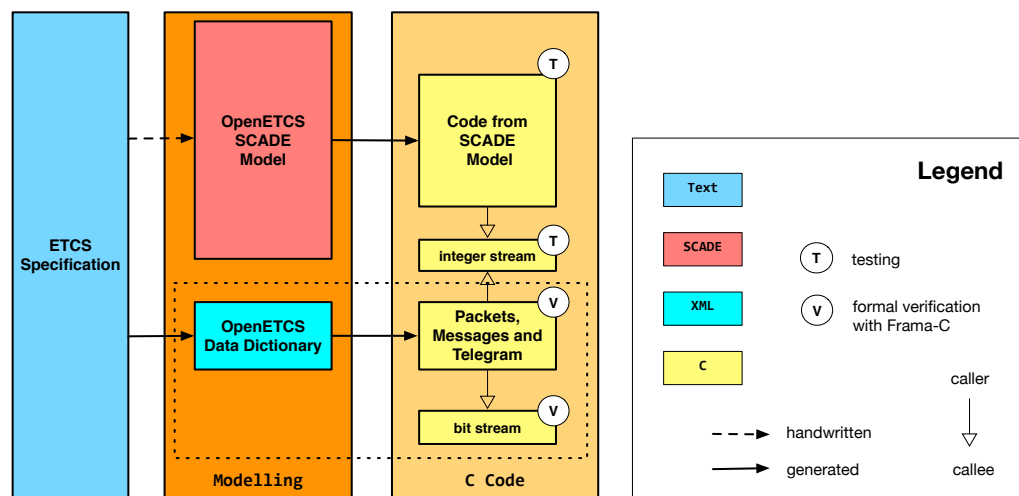 ETCS
Specification
OpenETCS
SCADE
Model
OpenETCS
Data Dictionary
Modelling
T
Code from
SCADE
Model
T
integer stream
V
Packets,
Messages and
Telegram
V
bit stream
C Code
Legend
Text
SCADE
XML
C
T
testing
V
formal verification
with Frama-C
handwritten
generated
caller
callee